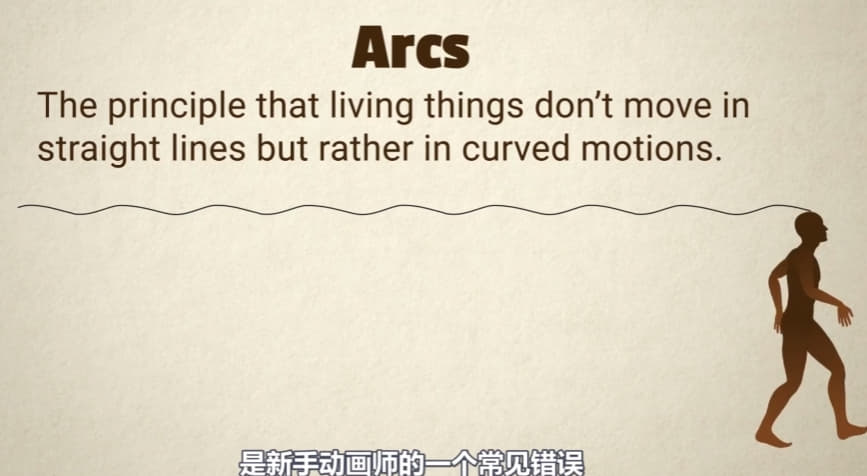 Arcs
The principle that living things don’t move in
straight lines but rather in curved motions.
是新手动画师的一个常见错误